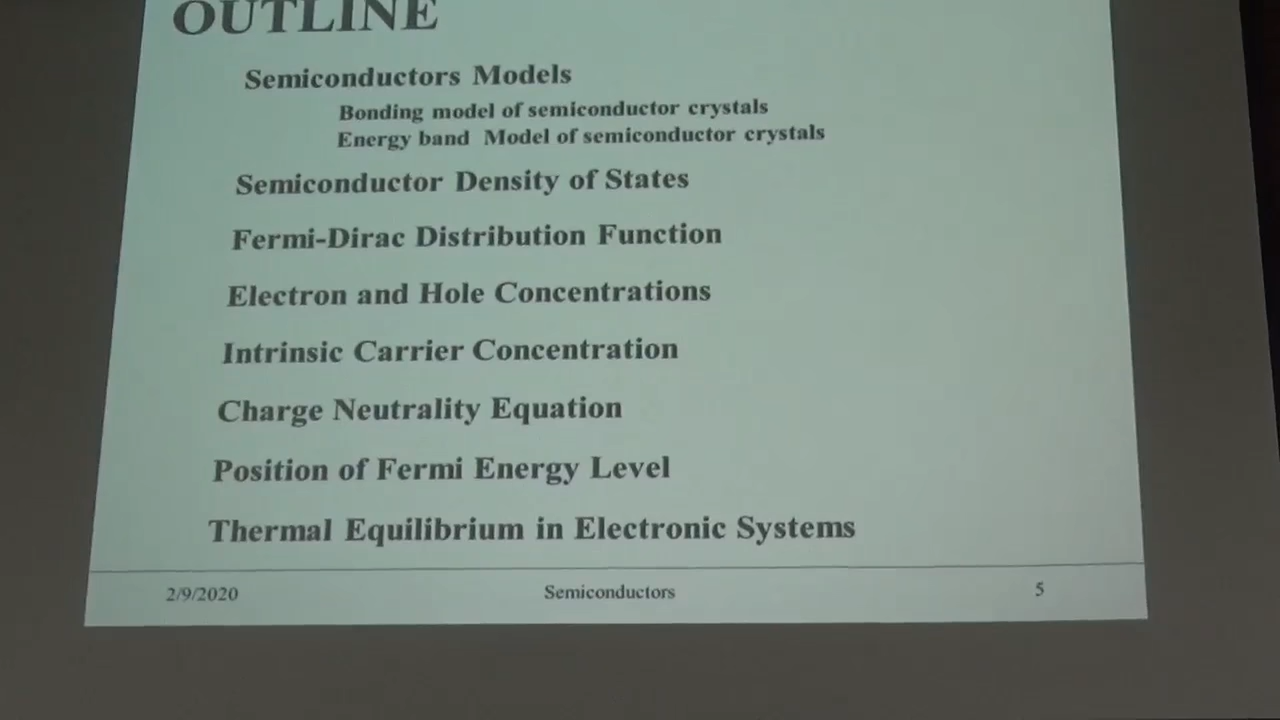 OUTLINE
Semiconductors Models
Bonding model of semiconductor crystals
Energy band Model of semiconductor crystals
Semiconductor Density of States
Fermi-Dirac Distribution Function
Electron and Hole Concentrations
Intrinsic Carrier Concentration
Charge Neutrality Equation
Position of Fermi Energy Level
Thermal Equilibrium in Electronic Systems
2/9/2020 Semiconductors 5